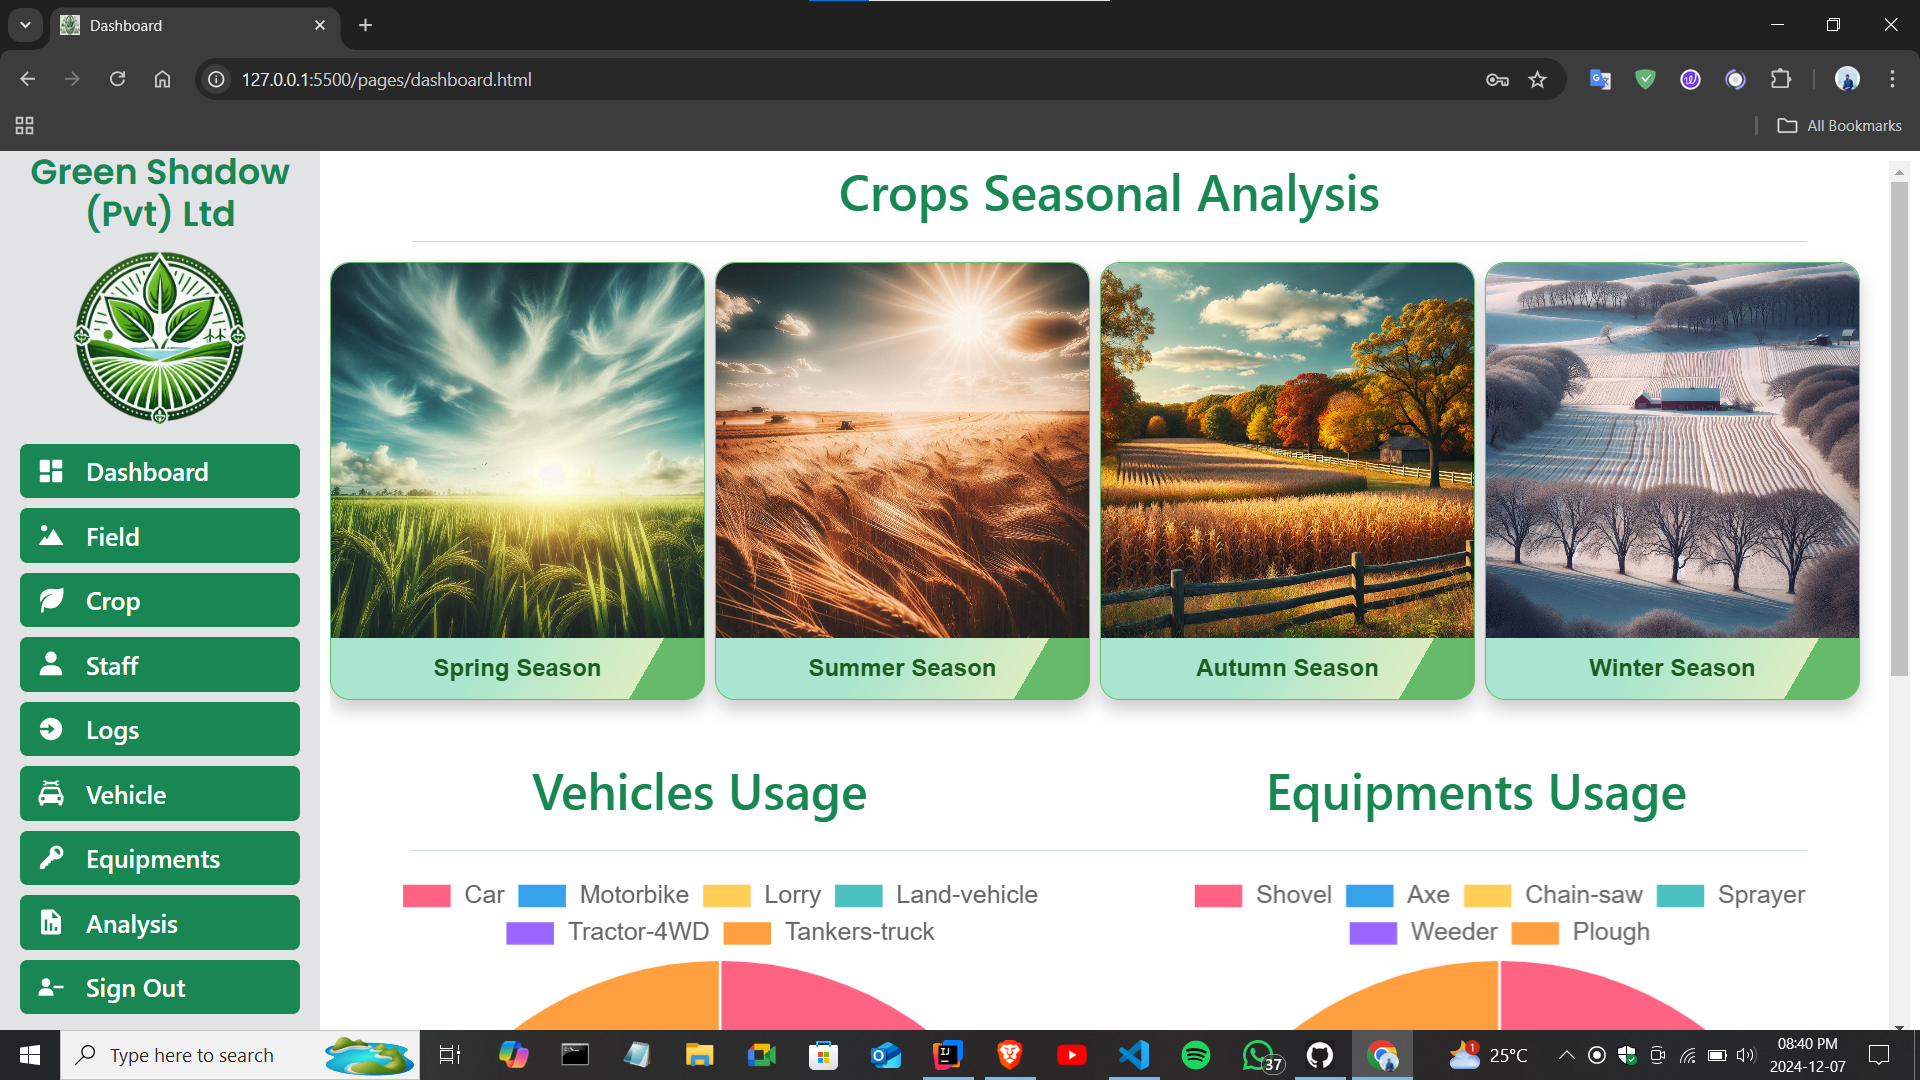 Dashboard
127.0.0.1:5500/pages/dashboard.html
All Bookmarks
Green Shadow
(Pvt) Ltd
Dashboard
Field
Crop
Staff
Logs
Vehicle
Equipments
Analysis
Sign Out
Crops Seasonal Analysis
Spring Season
Summer Season
Autumn Season
Winter Season
Vehicles Usage
Car Motorbike Lorry Land-vehicle
Tractor-4WD Tankers-truck
Equipments Usage
Shovel Axe Chain-saw Sprayer
Weeder Plough
Type here to search
37
1
25°C
08:40 PM
2024-12-07